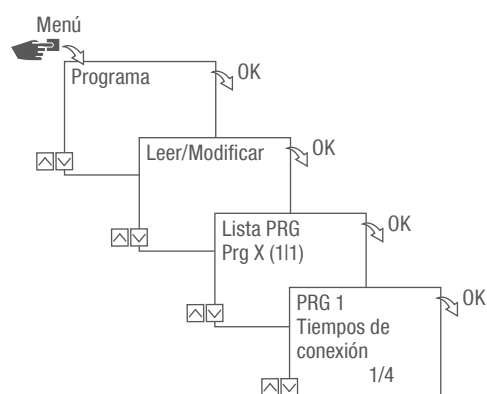 Menú
Programa
OK
Leer/Modificar
OK
Lista PRG
Prg X (1|1)
OK
PRG 1
Tiempos de
conexión
1/4
OK